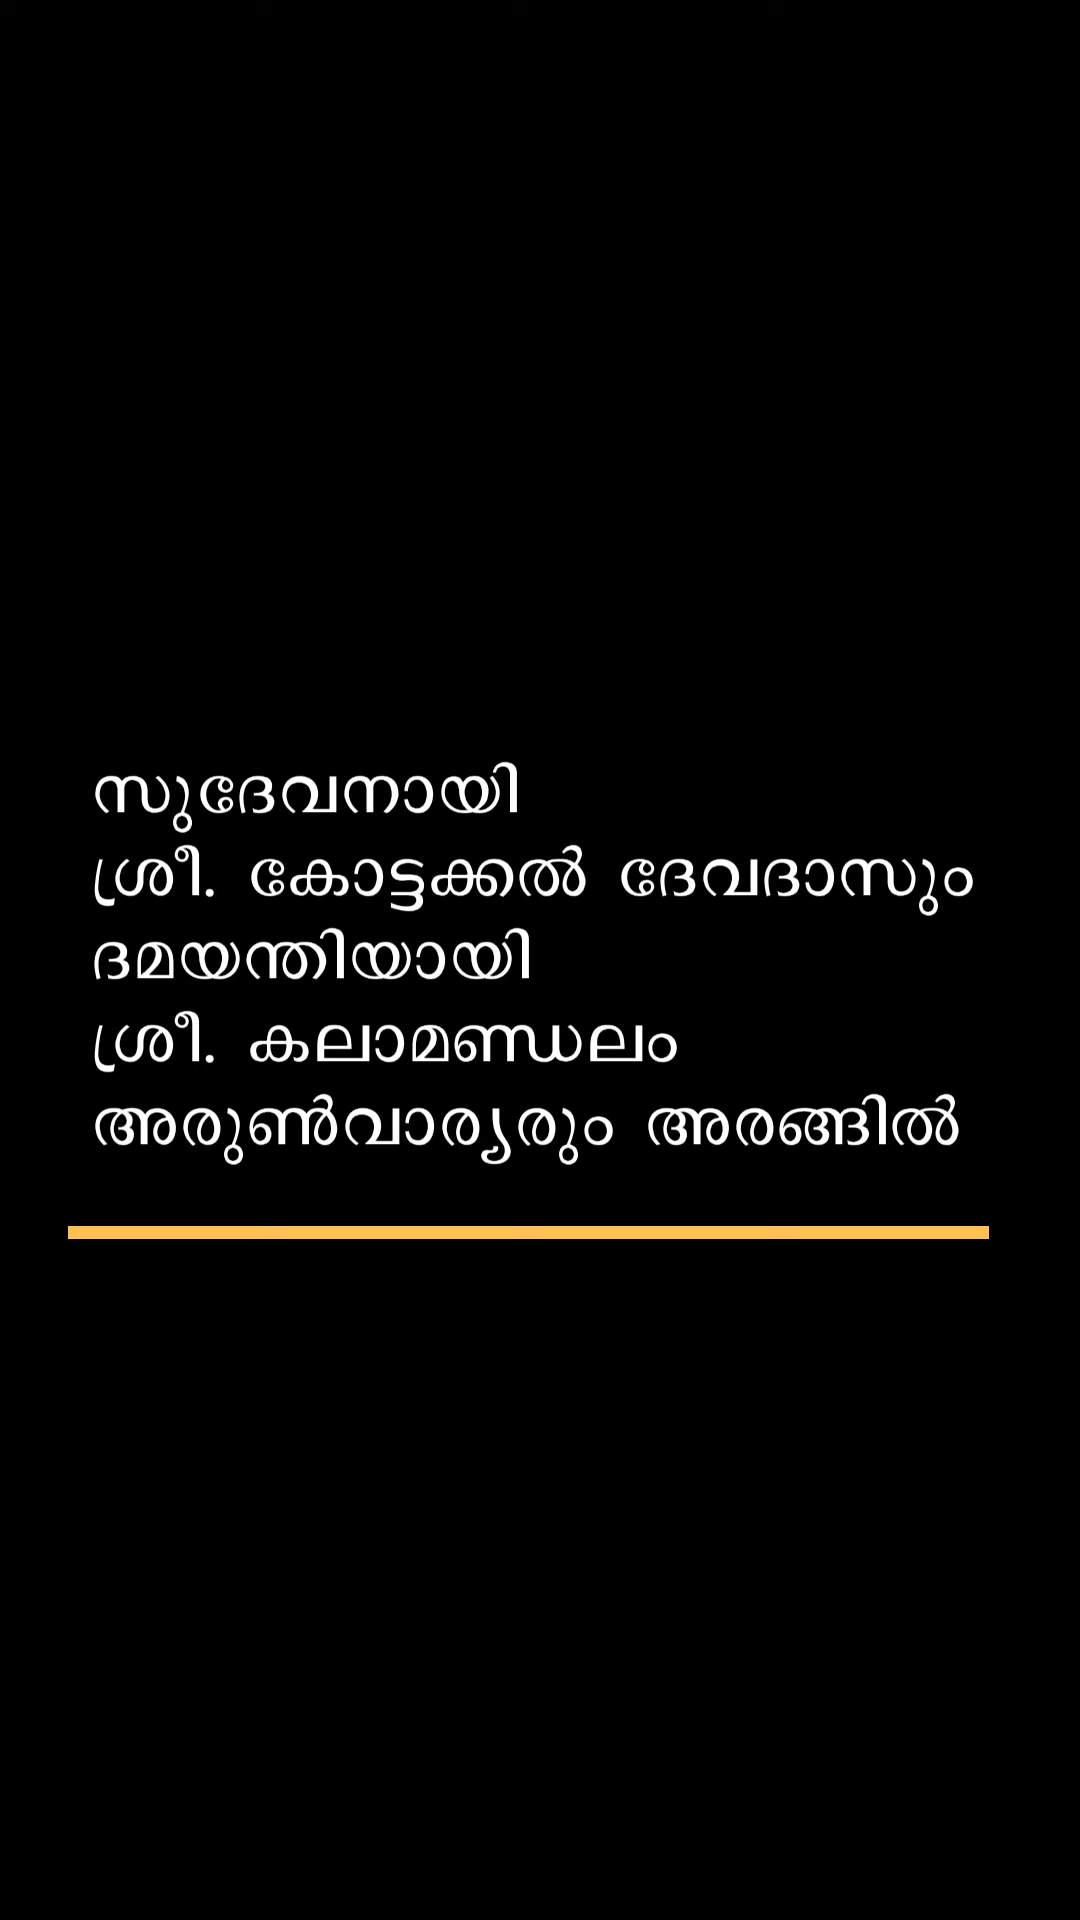 സുദേവനായി
ശ്രീ. കോട്ടക്കൽ ദേവദാസും
ദമയന്തിയായി
ശ്രീ. കലാമണ്ഡലം
അരുൺവാര്യരും അരങ്ങിൽ